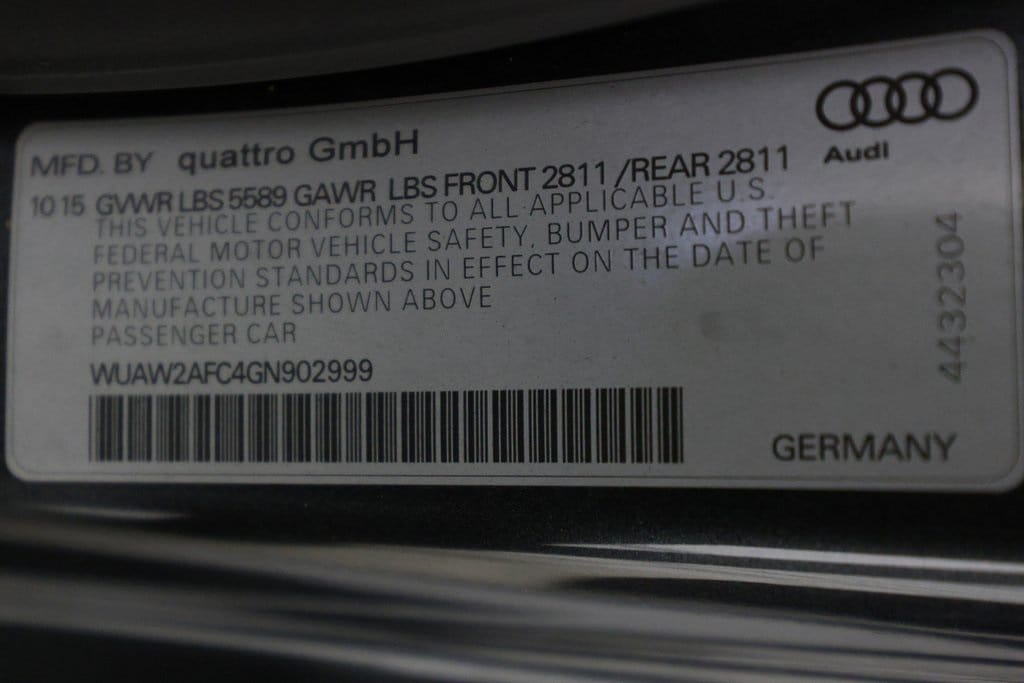 MFD. BY quattro GmbH
Audi
10 15 GVWR LBS 5589 GAWR LBS FRONT 2811 /REAR 2811
THIS VEHICLE CONFORMS TO ALL APPLICABLE U.S.
FEDERAL MOTOR VEHICLE SAFETY, BUMPER AND THEFT
PREVENTION STANDARDS IN EFFECT ON THE DATE OF
MANUFACTURE SHOWN ABOVE
PASSENGER CAR
WUAW2AFC4GN902999
GERMANY
4432304